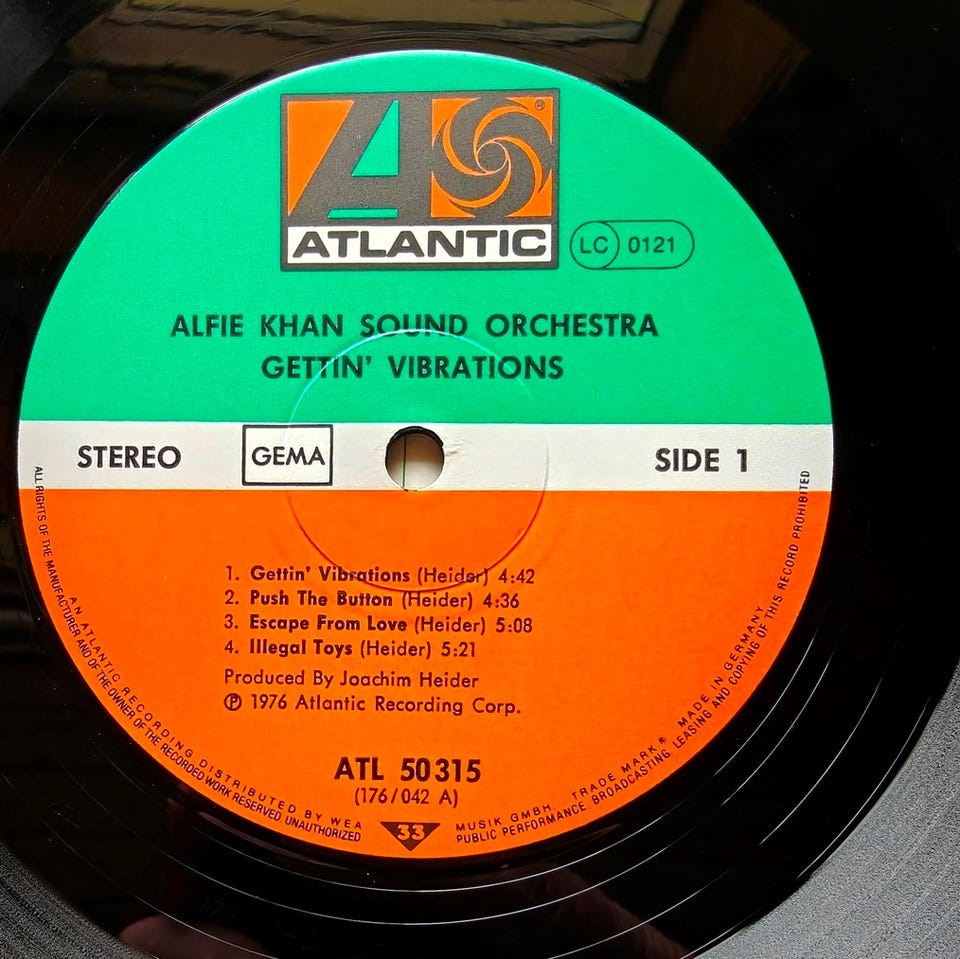 ®
ATLANTIC
LC 0121
ALFIE KHAN SOUND ORCHESTRA
GETTIN' VIBRATIONS
STEREO GEMA SIDE 1
1. Gettin' Vibrations (Heider) 4:42
2. Push The Button (Heider) 4:36
3. Escape From Love (Heider) 5:08
4. Illegal Toys (Heider) 5:21
Produced By Joachim Heider
℗ 1976 Atlantic Recording Corp.
ATL 50 315
(176/042 A)
33
AN ATLANTIC RECORDING DISTRIBUTED BY WEA MUSIK GMBH. TRADE MARK® MADE IN GERMANY
ALL RIGHTS OF THE MANUFACTURER AND OF THE OWNER OF THE RECORDED WORK RESERVED. UNAUTHORIZED PUBLIC PERFORMANCE BROADCASTING, LEASING AND COPYING OF THIS RECORD PROHIBITED